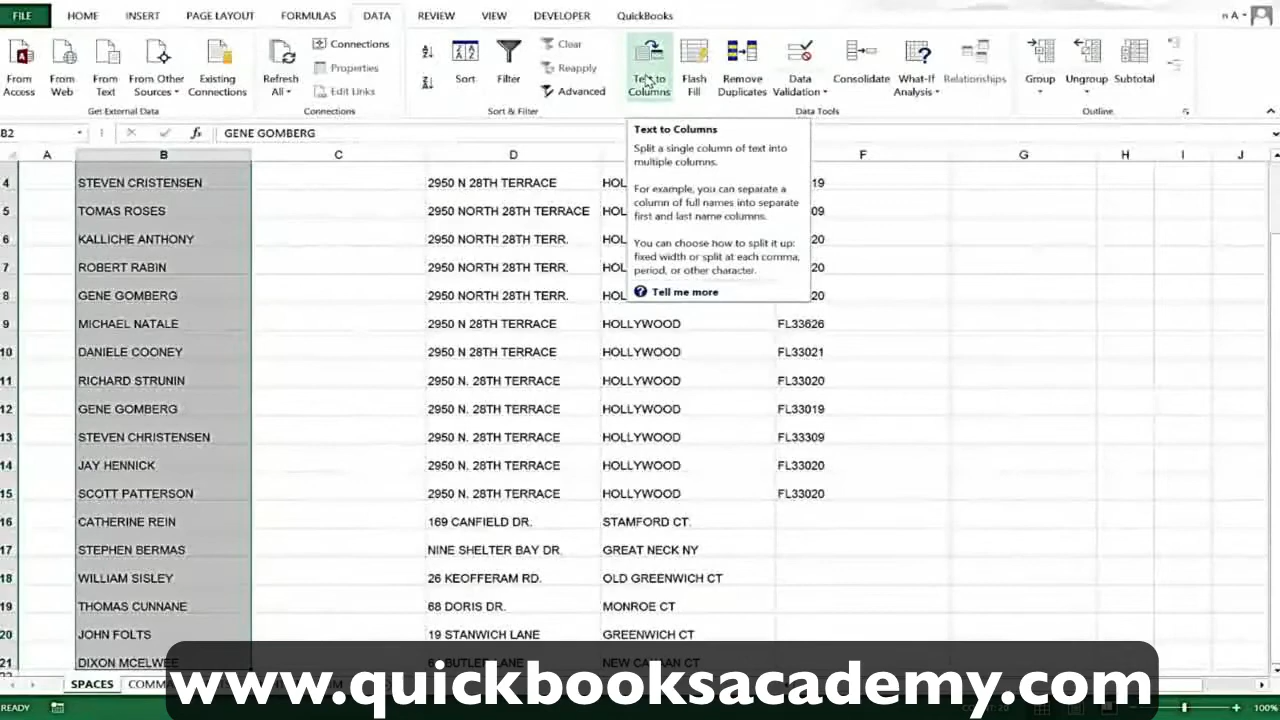 FILE HOME INSERT PAGE LAYOUT FORMULAS DATA REVIEW VIEW DEVELOPER QuickBooks n A
Connections Clear
Properties Reapply
Edit Links Advanced
From Access From Web From Text From Other Sources Existing Connections Refresh All Sort Filter Text to Columns Flash Fill Remove Duplicates Data Validation Consolidate What-If Analysis Relationships Group Ungroup Subtotal
Get External Data Connections Sort & Filter Data Tools Outline
B2 fx GENE GOMBERG
A B C D F G H I J
4 STEVEN CRISTENSEN 2950 N 28TH TERRACE HOL 19
5 TOMAS ROSES 2950 NORTH 28TH TERRACE HOL 09
6 KALLICHE ANTHONY 2950 NORTH 28TH TERR. HOL 20
7 ROBERT RABIN 2950 NORTH 28TH TERR. HOL 20
8 GENE GOMBERG 2950 NORTH 28TH TERR. HOL 20
Text to Columns
Split a single column of text into
multiple columns.
For example, you can separate a
column of full names into separate
first and last name columns.
You can choose how to split it up:
fixed width or split at each comma,
period, or other character.
Tell me more
9 MICHAEL NATALE 2950 N 28TH TERRACE HOLLYWOOD FL33626
10 DANIELE COONEY 2950 N 28TH TERRACE HOLLYWOOD FL33021
11 RICHARD STRUNIN 2950 N. 28TH TERRACE HOLLYWOOD FL33020
12 GENE GOMBERG 2950 N. 28TH TERRACE HOLLYWOOD FL33019
13 STEVEN CHRISTENSEN 2950 N. 28TH TERRACE HOLLYWOOD FL33309
14 JAY HENNICK 2950 N. 28TH TERRACE HOLLYWOOD FL33020
15 SCOTT PATTERSON 2950 N. 28TH TERRACE HOLLYWOOD FL33020
16 CATHERINE REIN 169 CANFIELD DR. STAMFORD CT.
17 STEPHEN BERMAS NINE SHELTER BAY DR. GREAT NECK NY
18 WILLIAM SISLEY 26 KEOFFERAM RD. OLD GREENWICH CT
19 THOMAS CUNNANE 68 DORIS DR. MONROE CT
20 JOHN FOLTS 19 STANWICH LANE GREENWICH CT
21 DIXON MCELWEE BUTLER LANE NEW CANAAN CT
SPACES COMM
www.quickbooksacademy.com
READY 100%